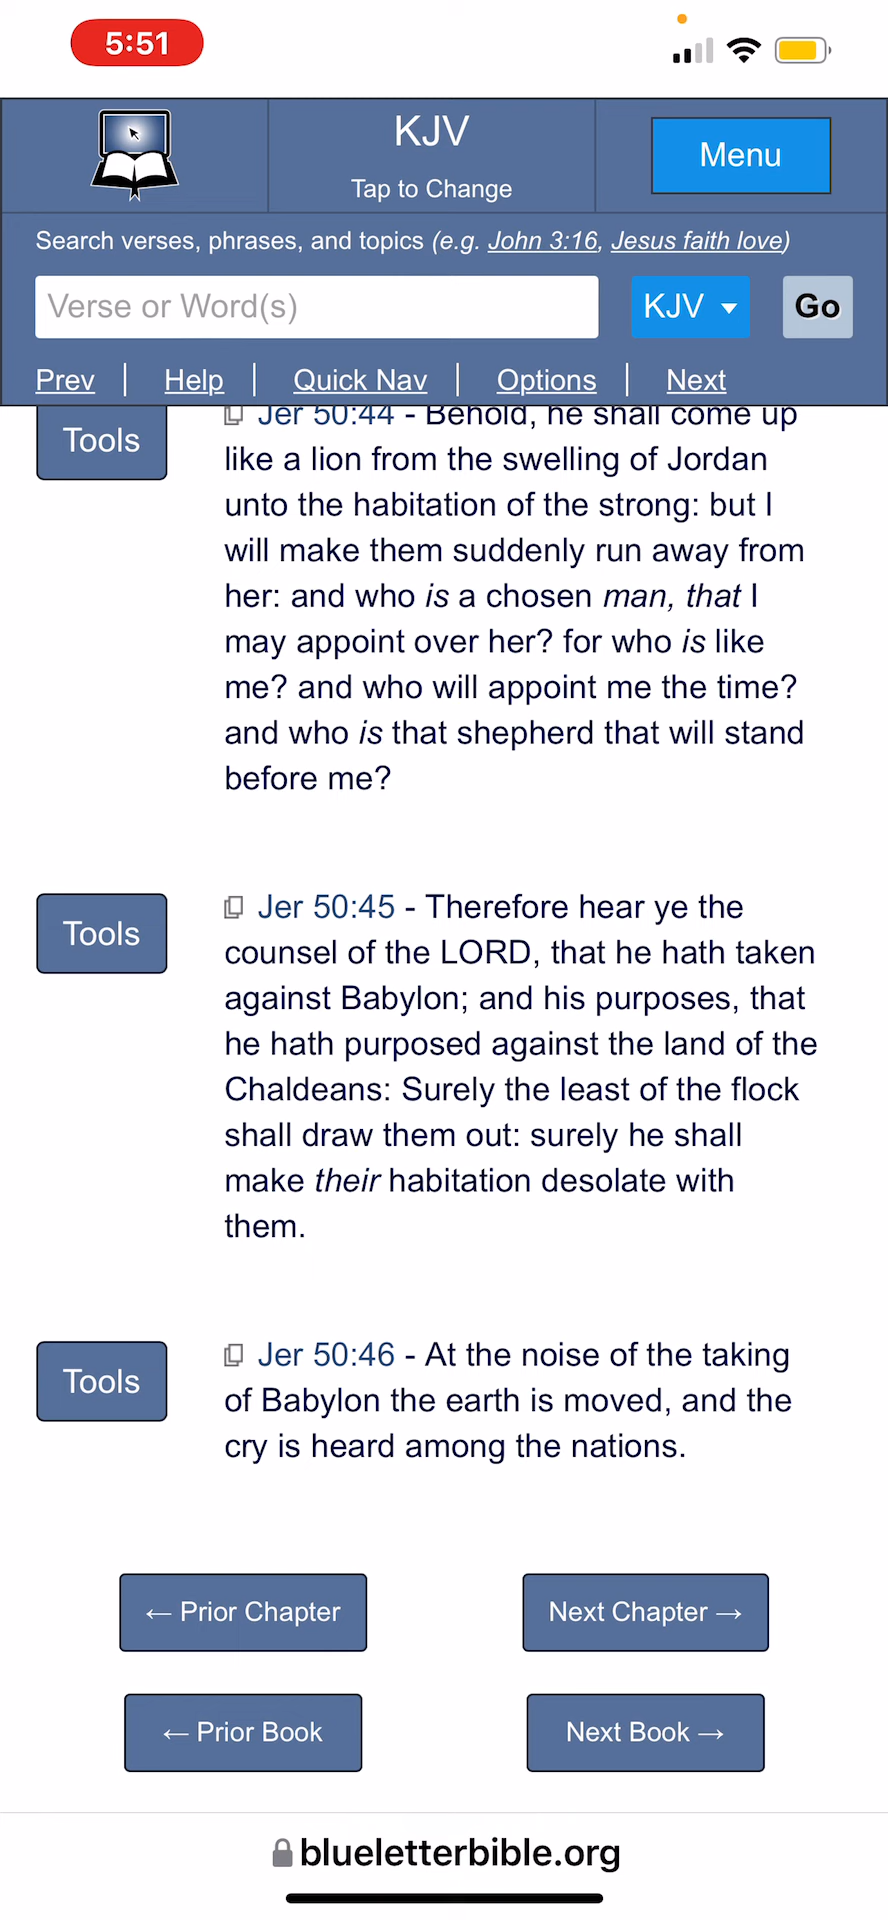 5:51
KJV
Tap to Change
Menu
Search verses, phrases, and topics (e.g. John 3:16, Jesus faith love)
Verse or Word(s)
KJV
Go
Prev | Help | Quick Nav | Options | Next
Tools
Jer 50:44 - Behold, he shall come up
like a lion from the swelling of Jordan
unto the habitation of the strong: but I
will make them suddenly run away from
her: and who is a chosen man, that I
may appoint over her? for who is like
me? and who will appoint me the time?
and who is that shepherd that will stand
before me?
Tools
Jer 50:45 - Therefore hear ye the
counsel of the LORD, that he hath taken
against Babylon; and his purposes, that
he hath purposed against the land of the
Chaldeans: Surely the least of the flock
shall draw them out: surely he shall
make their habitation desolate with
them.
Tools
Jer 50:46 - At the noise of the taking
of Babylon the earth is moved, and the
cry is heard among the nations.
← Prior Chapter
Next Chapter →
← Prior Book
Next Book →
blueletterbible.org